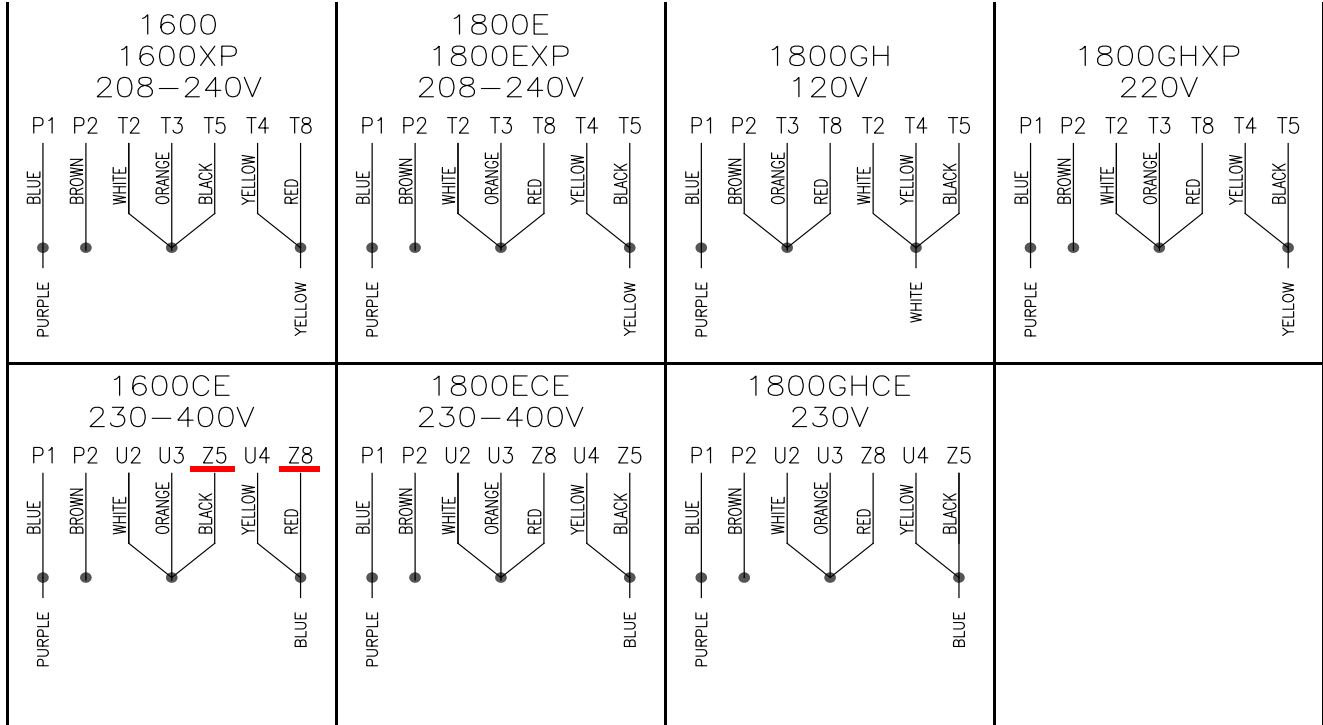 1600
1600XP
208-240V
P1 P2 T2 T3 T5 T4 T8
BLUE BROWN WHITE ORANGE BLACK YELLOW RED
PURPLE YELLOW
1800E
1800EXP
208-240V
P1 P2 T2 T3 T8 T4 T5
BLUE BROWN WHITE ORANGE RED YELLOW BLACK
PURPLE YELLOW
1800GH
120V
P1 P2 T3 T8 T2 T4 T5
BLUE BROWN ORANGE RED WHITE YELLOW BLACK
PURPLE WHITE
1800GHXP
220V
P1 P2 T2 T3 T8 T4 T5
BLUE BROWN WHITE ORANGE RED YELLOW BLACK
PURPLE YELLOW
1600CE
230-400V
P1 P2 U2 U3 Z5 U4 Z8
BLUE BROWN WHITE ORANGE BLACK YELLOW RED
PURPLE BLUE
1800ECE
230-400V
P1 P2 U2 U3 Z8 U4 Z5
BLUE BROWN WHITE ORANGE RED YELLOW BLACK
PURPLE BLUE
1800GHCE
230V
P1 P2 U2 U3 Z8 U4 Z5
BLUE BROWN WHITE ORANGE RED YELLOW BLACK
PURPLE BLUE